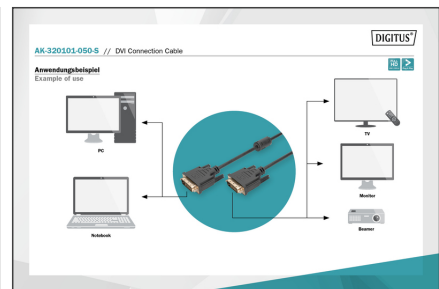 DIGITUS®
AK-320101-050-S // DVI Connection Cable
Anwendungsbeispiel
Example of use
PC
TV
Monitor
Notebook
Beamer